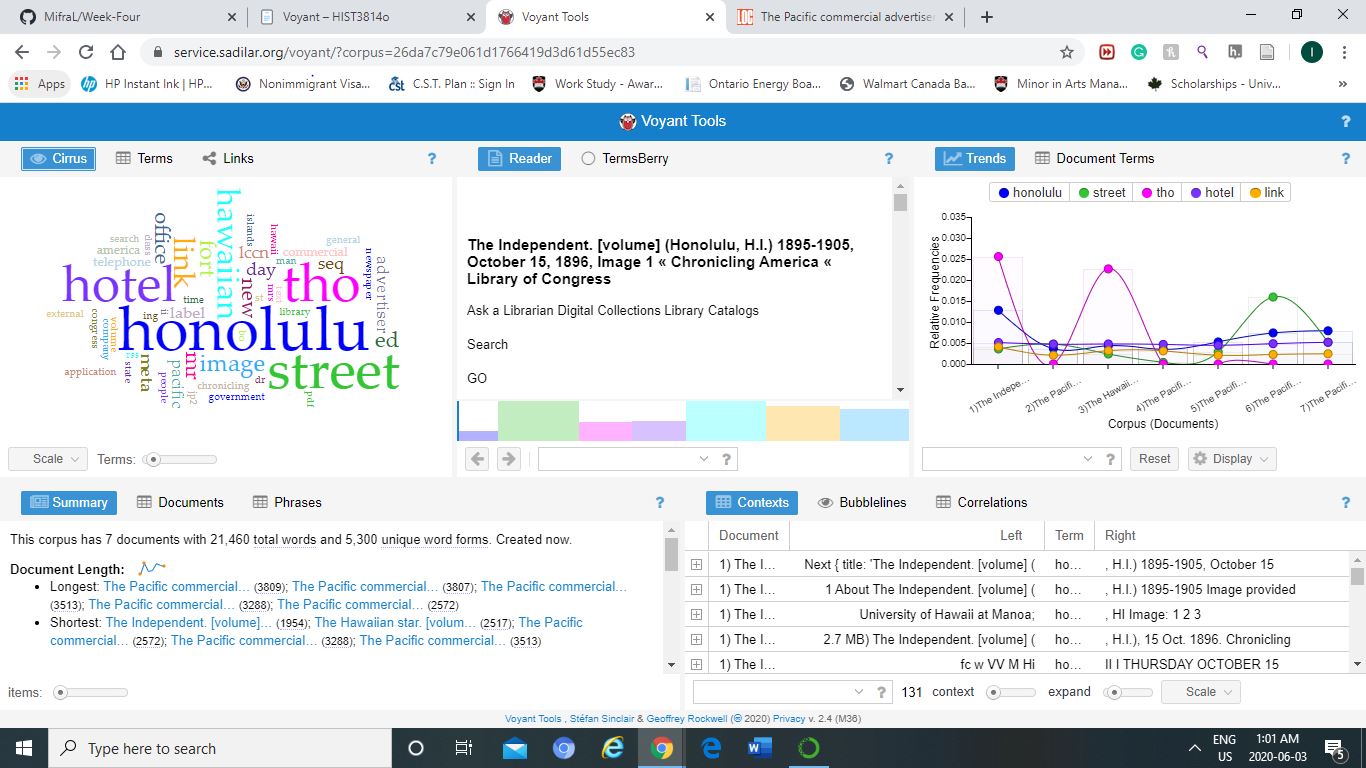 MifraL/Week-Four
Voyant – HIST3814o
Voyant Tools
The Pacific commercial advertiser
service.sadilar.org/voyant/?corpus=26da7c79e061d1766419d3d61d55ec83
Apps
HP Instant Ink | HP...
Nonimmigrant Visa...
C.S.T. Plan :: Sign In
Work Study - Awar...
Ontario Energy Boa...
Walmart Canada Ba...
Minor in Arts Mana...
Scholarships - Univ...
Voyant Tools
Cirrus Terms Links
honolulu
street
tho
hotel
hawaiian
link
image
office
fort
new
mr
day
ed
seq
lccn
meta
pacific
advertiser
label
commercial
telephone
america
search
class
islands
hawaii
man
general
newspaper
time
st
mrs
library
external
congress
volume
company
ing
ii
rss
state
application
people
jp2
chronicling
dr
government
pdf
Scale Terms:
Reader TermsBerry
The Independent. [volume] (Honolulu, H.I.) 1895-1905,
October 15, 1896, Image 1 « Chronicling America «
Library of Congress
Ask a Librarian Digital Collections Library Catalogs
Search
GO
Trends Document Terms
honolulu street tho hotel link
Relative Frequencies
0.035
0.030
0.025
0.020
0.015
0.010
0.005
0.000
1)The Indepe...
2)The Pacifi...
3)The Hawaii...
4)The Pacifi...
5)The Pacifi...
6)The Pacifi...
7)The Pacifi...
Corpus (Documents)
Reset Display
Summary Documents Phrases
This corpus has 7 documents with 21,460 total words and 5,300 unique word forms. Created now.
Document Length:
Longest: The Pacific commercial… (3809); The Pacific commercial… (3807); The Pacific commercial…
(3513); The Pacific commercial… (3288); The Pacific commercial… (2572)
Shortest: The Independent. [volume]… (1954); The Hawaiian star. [volum… (2517); The Pacific
commercial… (2572); The Pacific commercial… (3288); The Pacific commercial… (3513)
items:
Contexts Bubblelines Correlations
Document Left Term Right
1) The I... Next { title: 'The Independent. [volume] ( ho... , H.I.) 1895-1905, October 15
1) The I... 1 About The Independent. [volume] ( ho... , H.I.) 1895-1905 Image provided
1) The I... University of Hawaii at Manoa; ho... , HI Image: 1 2 3
1) The I... 2.7 MB) The Independent. [volume] ( ho... , H.I.), 15 Oct. 1896. Chronicling
1) The I... fc w VV M Hi ho... II I THURSDAY OCTOBER 15
131 context expand Scale
Voyant Tools , Stéfan Sinclair & Geoffrey Rockwell (© 2020) Privacy v. 2.4 (M36)
Type here to search
ENG
US
1:01 AM
2020-06-03
5